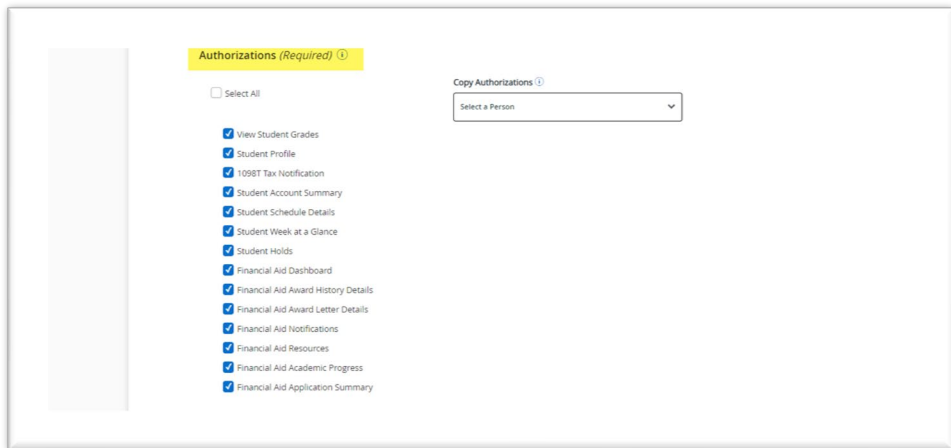 Authorizations (Required)
Select All
Copy Authorizations
Select a Person
View Student Grades
Student Profile
1098T Tax Notification
Student Account Summary
Student Schedule Details
Student Week at a Glance
Student Holds
Financial Aid Dashboard
Financial Aid Award History Details
Financial Aid Award Letter Details
Financial Aid Notifications
Financial Aid Resources
Financial Aid Academic Progress
Financial Aid Application Summary